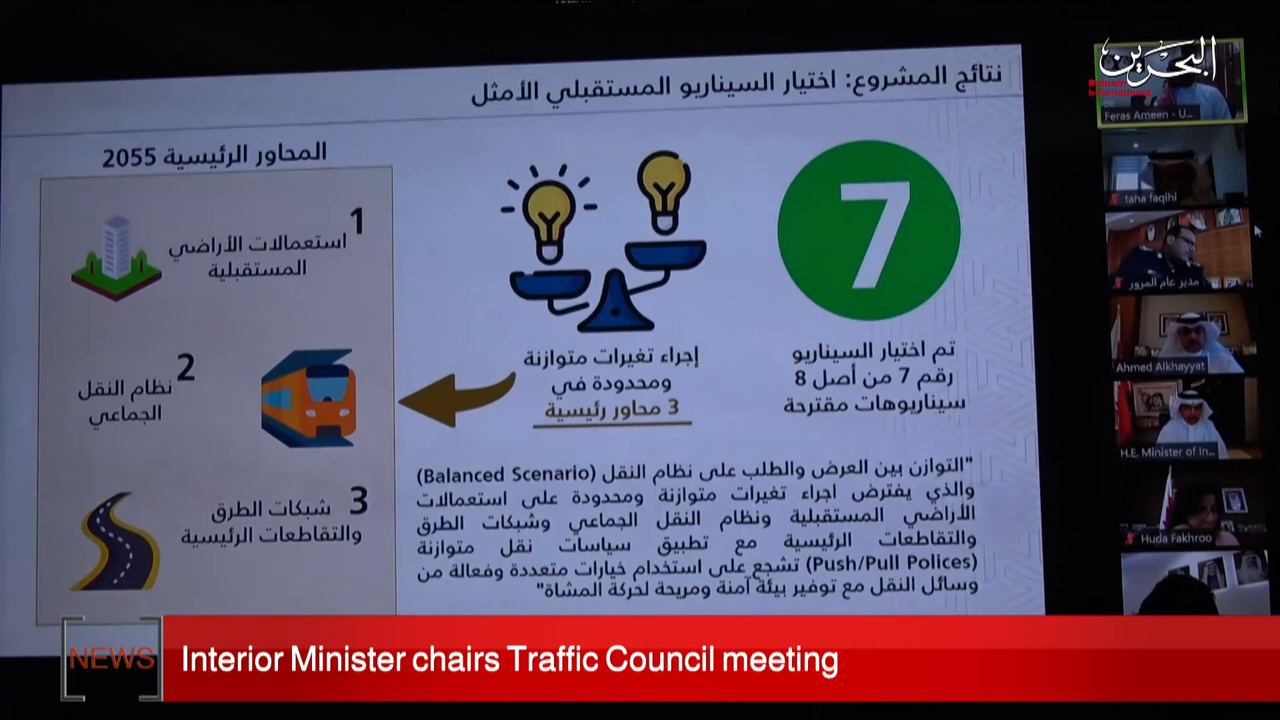 نتائج المشروع: اختيار السيناريو المستقبلي الأمثل
7
تم اختيار السيناريو
رقم 7 من أصل 8
سيناريوهات مقترحة
إجراء تغيرات متوازنة
ومحدودة في
3 محاور رئيسية
"التوازن بين العرض والطلب على نظام النقل (Balanced Scenario)
والذي يفترض اجراء تغيرات متوازنة ومحدودة على استعمالات
الأراضي المستقبلية ونظام النقل الجماعي وشبكات الطرق
والتقاطعات الرئيسية مع تطبيق سياسات نقل متوازنة
(Push/Pull Polices) تشجع على استخدام خيارات متعددة وفعالة من
وسائل النقل مع توفير بيئة آمنة ومريحة لحركة المشاة"
المحاور الرئيسية 2055
1
استعمالات الأراضي
المستقبلية
2
نظام النقل
الجماعي
3
شبكات الطرق
والتقاطعات الرئيسية
البحرين
Bahrain
International
Feras Ameen - U...
taha faqihi
مدير عام المرور
Ahmed Alkhayyat
H.E. Minister of In...
Huda Fakhroo
NEWS
Interior Minister chairs Traffic Council meeting